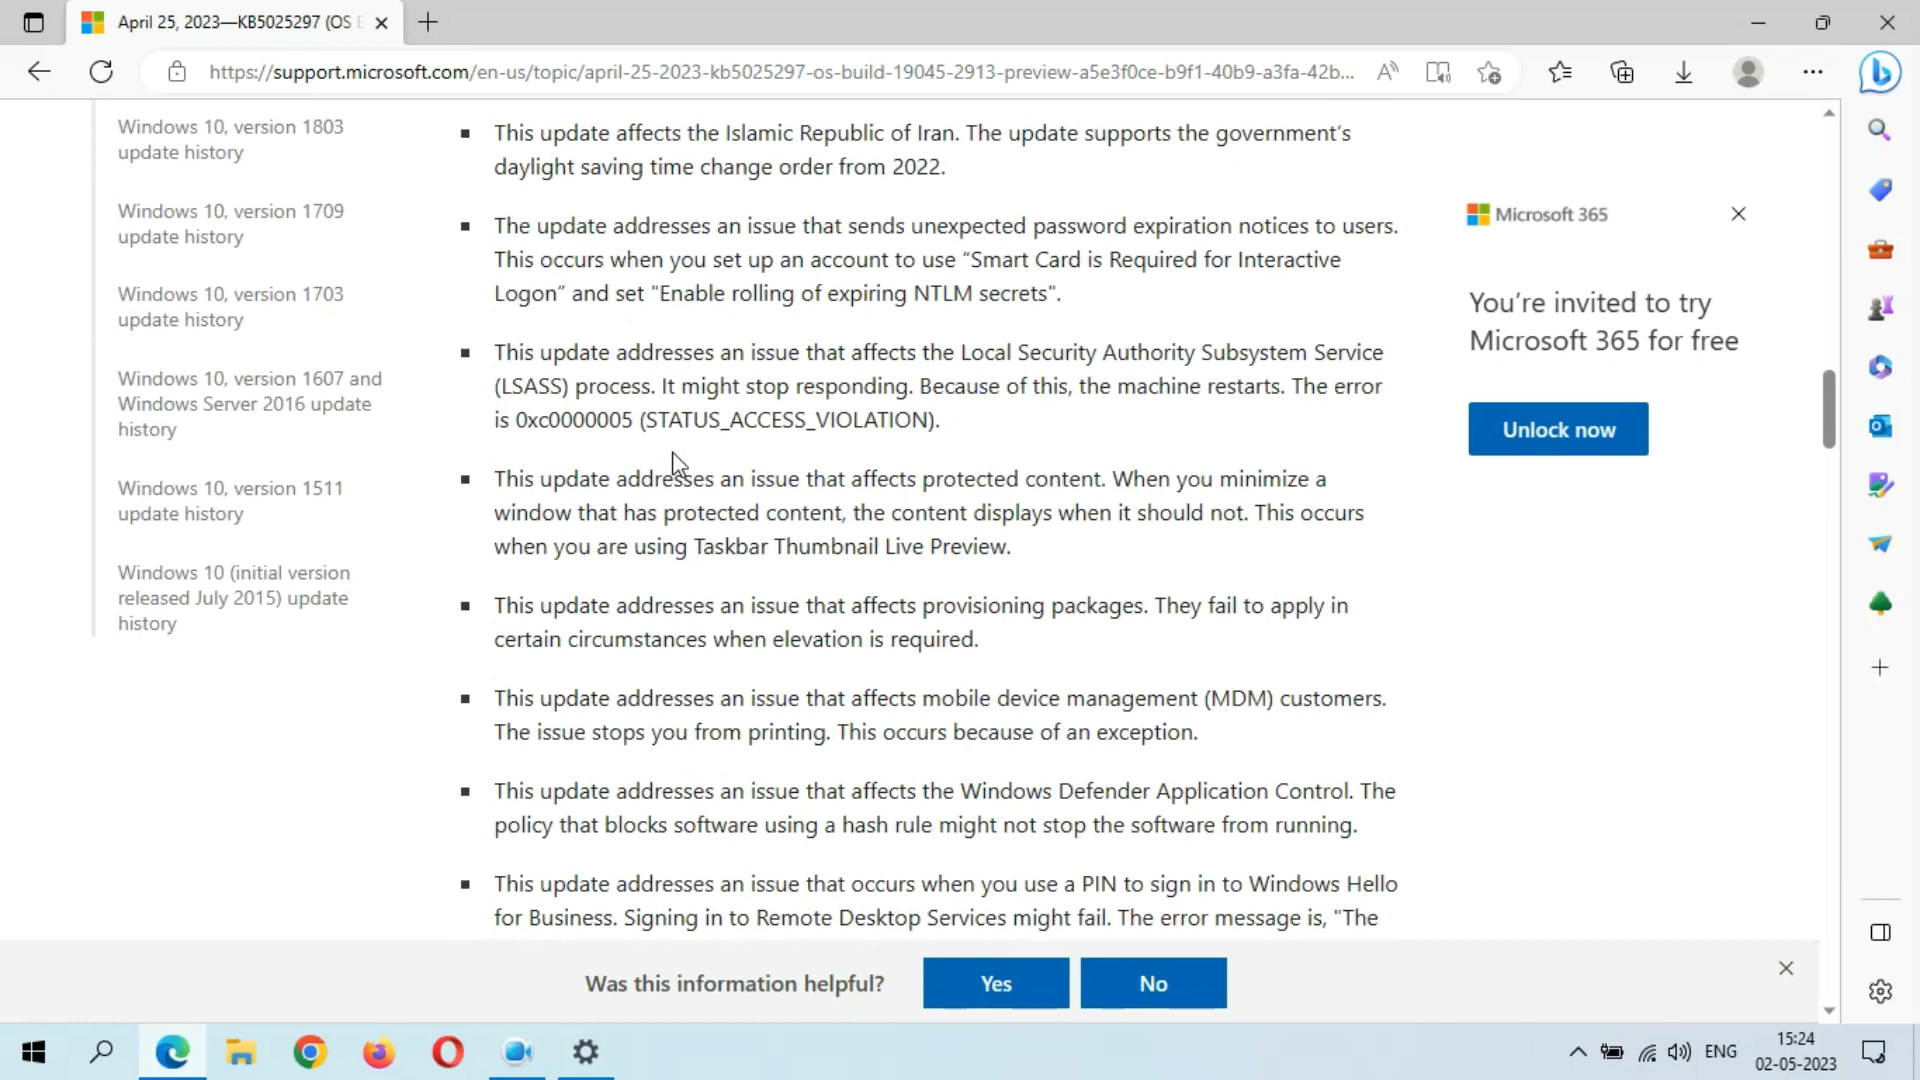 April 25, 2023—KB5025297 (OS
https://support.microsoft.com/en-us/topic/april-25-2023-kb5025297-os-build-19045-2913-preview-a5e3f0ce-b9f1-40b9-a3fa-42b...
Windows 10, version 1803
update history
Windows 10, version 1709
update history
Windows 10, version 1703
update history
Windows 10, version 1607 and
Windows Server 2016 update
history
Windows 10, version 1511
update history
Windows 10 (initial version
released July 2015) update
history
This update affects the Islamic Republic of Iran. The update supports the government's
daylight saving time change order from 2022.
The update addresses an issue that sends unexpected password expiration notices to users.
This occurs when you set up an account to use “Smart Card is Required for Interactive
Logon” and set "Enable rolling of expiring NTLM secrets".
This update addresses an issue that affects the Local Security Authority Subsystem Service
(LSASS) process. It might stop responding. Because of this, the machine restarts. The error
is 0xc0000005 (STATUS_ACCESS_VIOLATION).
This update addresses an issue that affects protected content. When you minimize a
window that has protected content, the content displays when it should not. This occurs
when you are using Taskbar Thumbnail Live Preview.
This update addresses an issue that affects provisioning packages. They fail to apply in
certain circumstances when elevation is required.
This update addresses an issue that affects mobile device management (MDM) customers.
The issue stops you from printing. This occurs because of an exception.
This update addresses an issue that affects the Windows Defender Application Control. The
policy that blocks software using a hash rule might not stop the software from running.
This update addresses an issue that occurs when you use a PIN to sign in to Windows Hello
for Business. Signing in to Remote Desktop Services might fail. The error message is, "The
Microsoft 365
You’re invited to try
Microsoft 365 for free
Unlock now
Was this information helpful?
Yes
No
ENG
15:24
02-05-2023